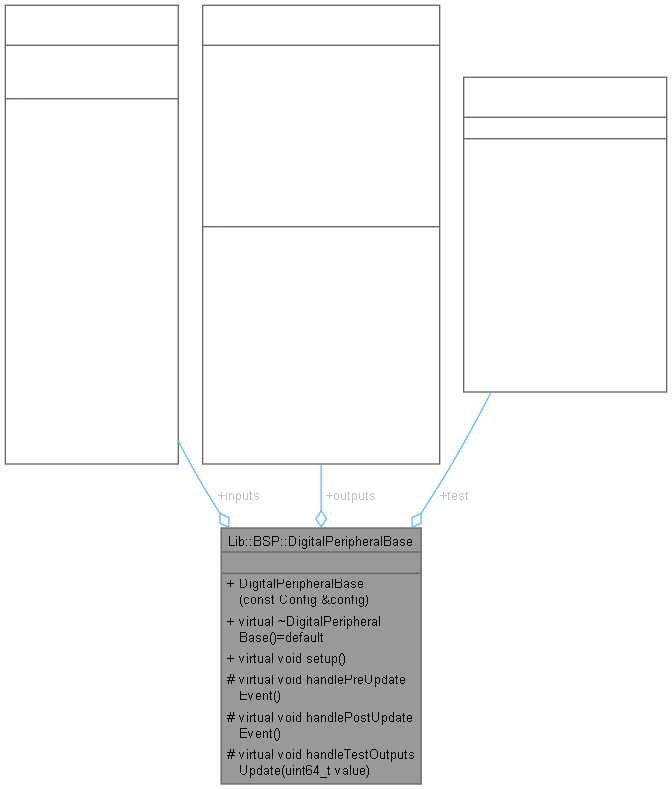 +inputs
+outputs
+test
Lib::BSP::DigitalPeripheralBase
+ DigitalPeripheralBase
(const Config &config)
+ virtual ~DigitalPeripheral
Base()=default
+ virtual void setup()
# virtual void handlePreUpdate
Event()
# virtual void handlePostUpdate
Event()
# virtual void handleTestOutputs
Update(uint64_t value)